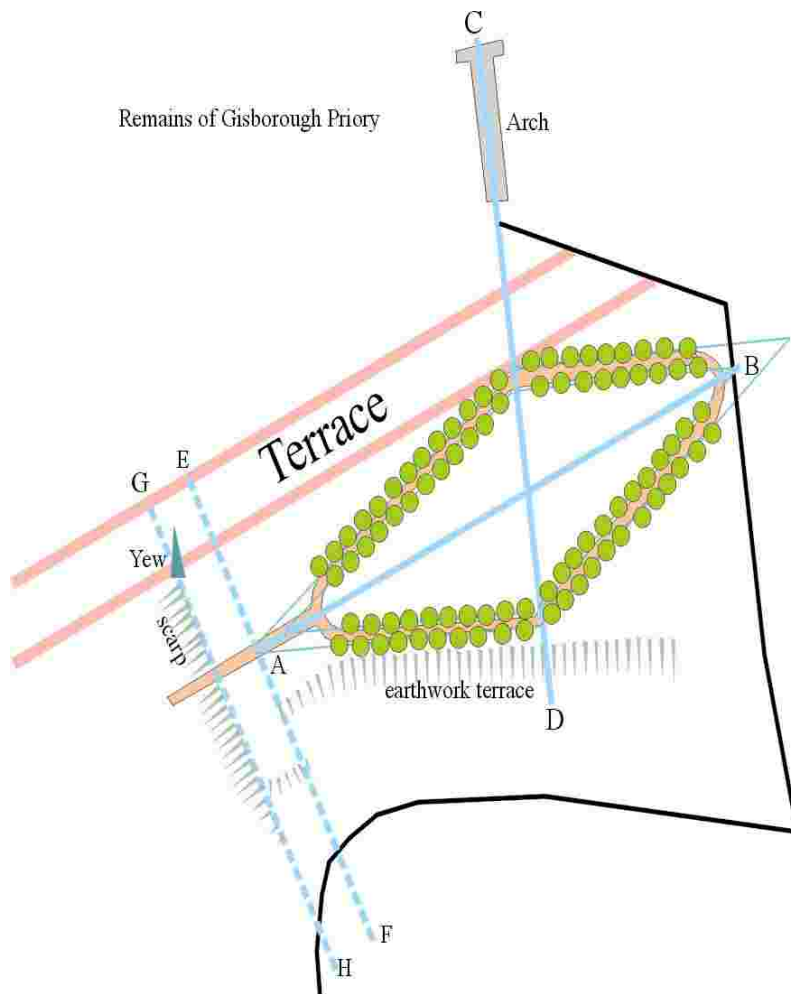 C
Remains of Gisborough Priory
Arch
B
Terrace
E
G
Yew
scarp
A
earthwork terrace
D
F
H